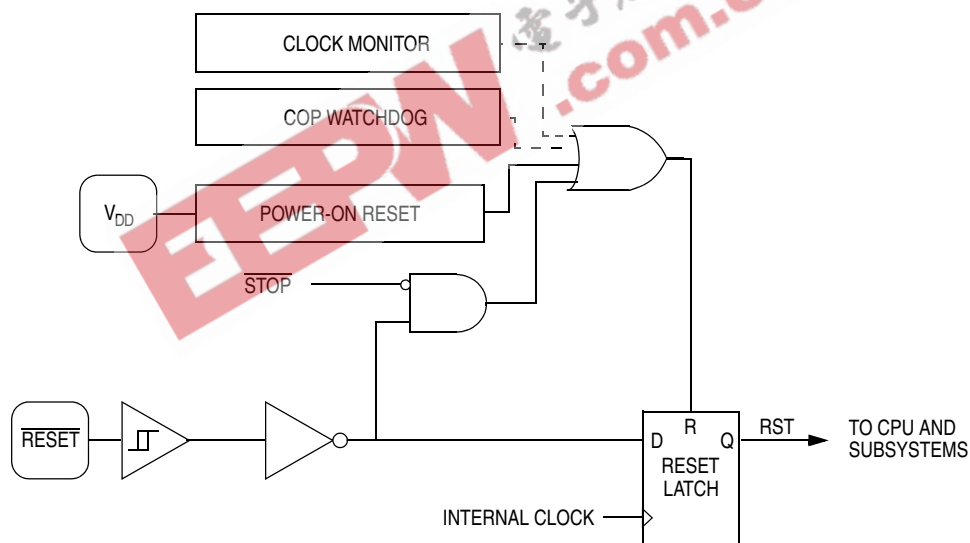 CLOCK MONITOR
COP WATCHDOG
V_DD
POWER-ON RESET
STOP
RESET
D
R
Q
RESET
LATCH
RST
TO CPU AND
SUBSYSTEMS
INTERNAL CLOCK
EEPW
.com.c